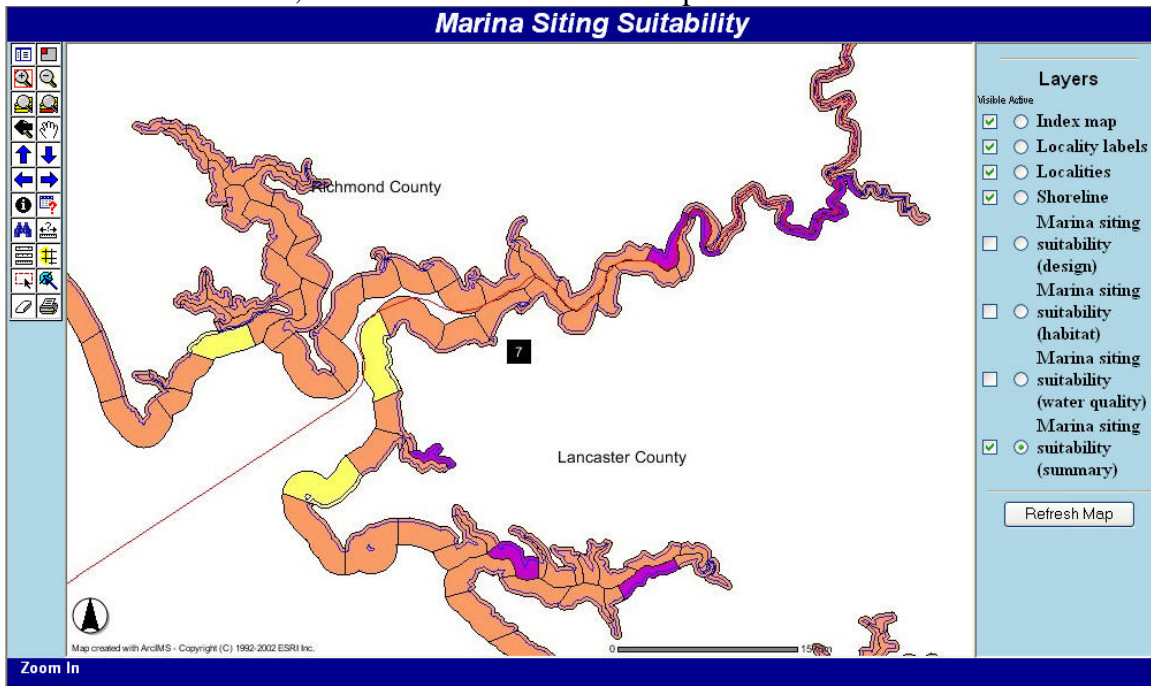 Marina Siting Suitability
Richmond County
7
Lancaster County
Map created with ArcIMS - Copyright (C) 1992-2002 ESRI Inc.
0
Layers
Visible Active
Index map
Locality labels
Localities
Shoreline
Marina siting
suitability
(design)
Marina siting
suitability
(habitat)
Marina siting
suitability
(water quality)
Marina siting
suitability
(summary)
Refresh Map
Zoom In